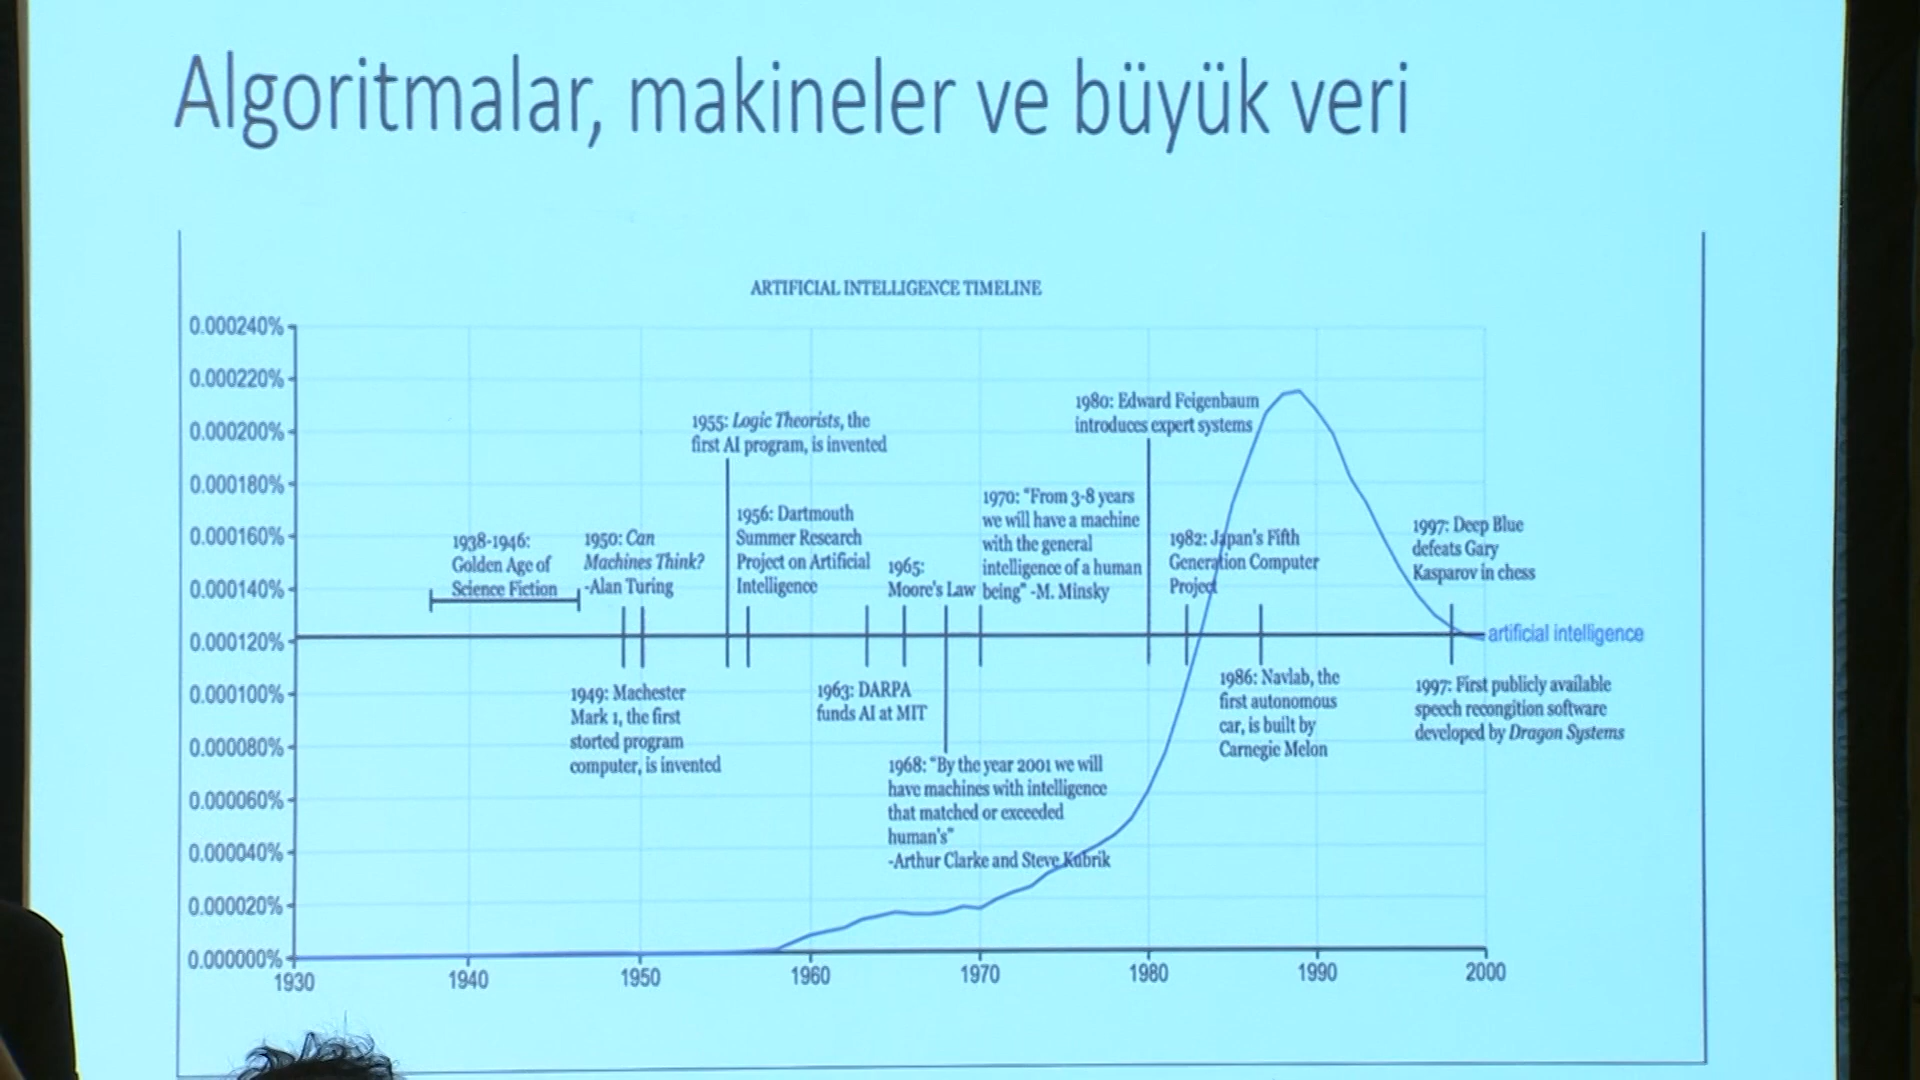 Algoritmalar, makineler ve büyük veri
ARTIFICIAL INTELLIGENCE TIMELINE
0.000240%
0.000220%
0.000200%
0.000180%
0.000160%
0.000140%
0.000120%
0.000100%
0.000080%
0.000060%
0.000040%
0.000020%
0.000000%
1938-1946:
Golden Age of
Science Fiction
1950: Can
Machines Think?
-Alan Turing
1955: Logic Theorists, the
first AI program, is invented
1956: Dartmouth
Summer Research
Project on Artificial
Intelligence
1965:
Moore's Law
1970: "From 3-8 years
we will have a machine
with the general
intelligence of a human
being" -M. Minsky
1980: Edward Feigenbaum
introduces expert systems
1982: Japan's Fifth
Generation Computer
Project
1997: Deep Blue
defeats Gary
Kasparov in chess
artificial intelligence
1949: Machester
Mark 1, the first
storted program
computer, is invented
1963: DARPA
funds AI at MIT
1968: "By the year 2001 we will
have machines with intelligence
that matched or exceeded
human's"
-Arthur Clarke and Steve Kubrik
1986: Navlab, the
first autonomous
car, is built by
Carnegie Melon
1997: First publicly available
speech recongition software
developed by Dragon Systems
1930
1940
1950
1960
1970
1980
1990
2000